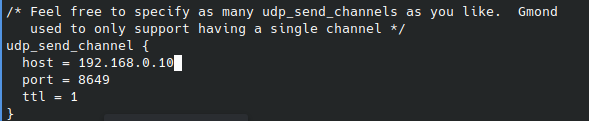 /* Feel free to specify as many udp_send_channels as you like.  Gmond
   used to only support having a single channel */
udp_send_channel {
  host = 192.168.0.10
  port = 8649
  ttl = 1
}